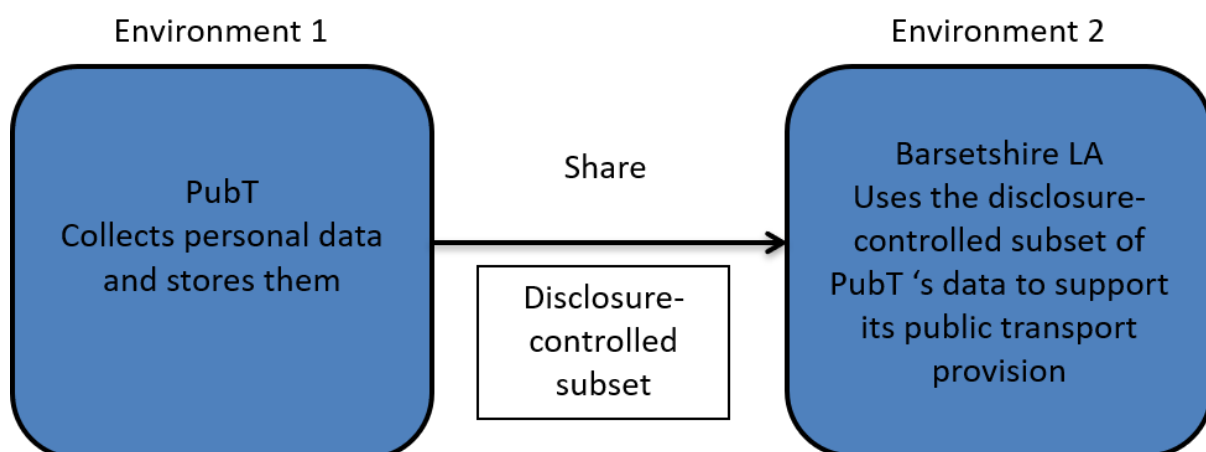 Environment 1
Environment 2
PubT
Collects personal data
and stores them
Share
Disclosure-
controlled
subset
Barsetshire LA
Uses the disclosure-
controlled subset of
PubT ‘s data to support
its public transport
provision